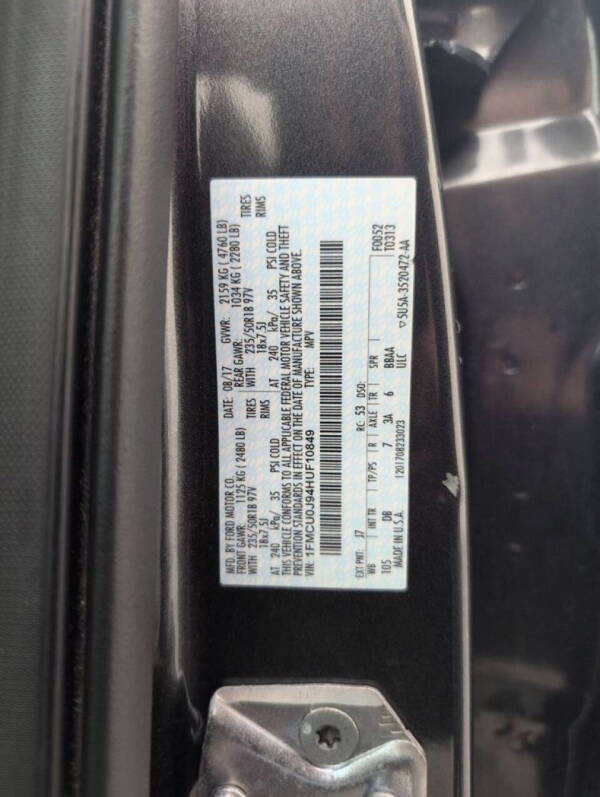 MFD. BY FORD MOTOR CO. DATE: 08/17 GVWR: 2159 KG ( 4760 LB)
FRONT GAWR: 1125 KG (2480 LB) REAR GAWR: 1034 KG (2280 LB)
WITH 235/50R18 97V TIRES WITH 235/50R18 97V TIRES
18x7.5J RIMS 18x7.5J RIMS
AT 240 kPa/ 35 PSI COLD AT 240 kPa/ 35 PSI COLD
THIS VEHICLE CONFORMS TO ALL APPLICABLE FEDERAL MOTOR VEHICLE SAFETY AND THEFT
PREVENTION STANDARDS IN EFFECT ON THE DATE OF MANUFACTURE SHOWN ABOVE.
VIN: 1FMCU0J94HUF10849 TYPE: MPV
EXT PNT: J7 RC: 53 DSO: F0D52
WB INT TR TP/PS R AXLE TR SPR T0313
105 DB 7 3A 6 BBAA
MADE IN U.S.A. 1201708233023 ULC ▽5U5A-3520472-AA